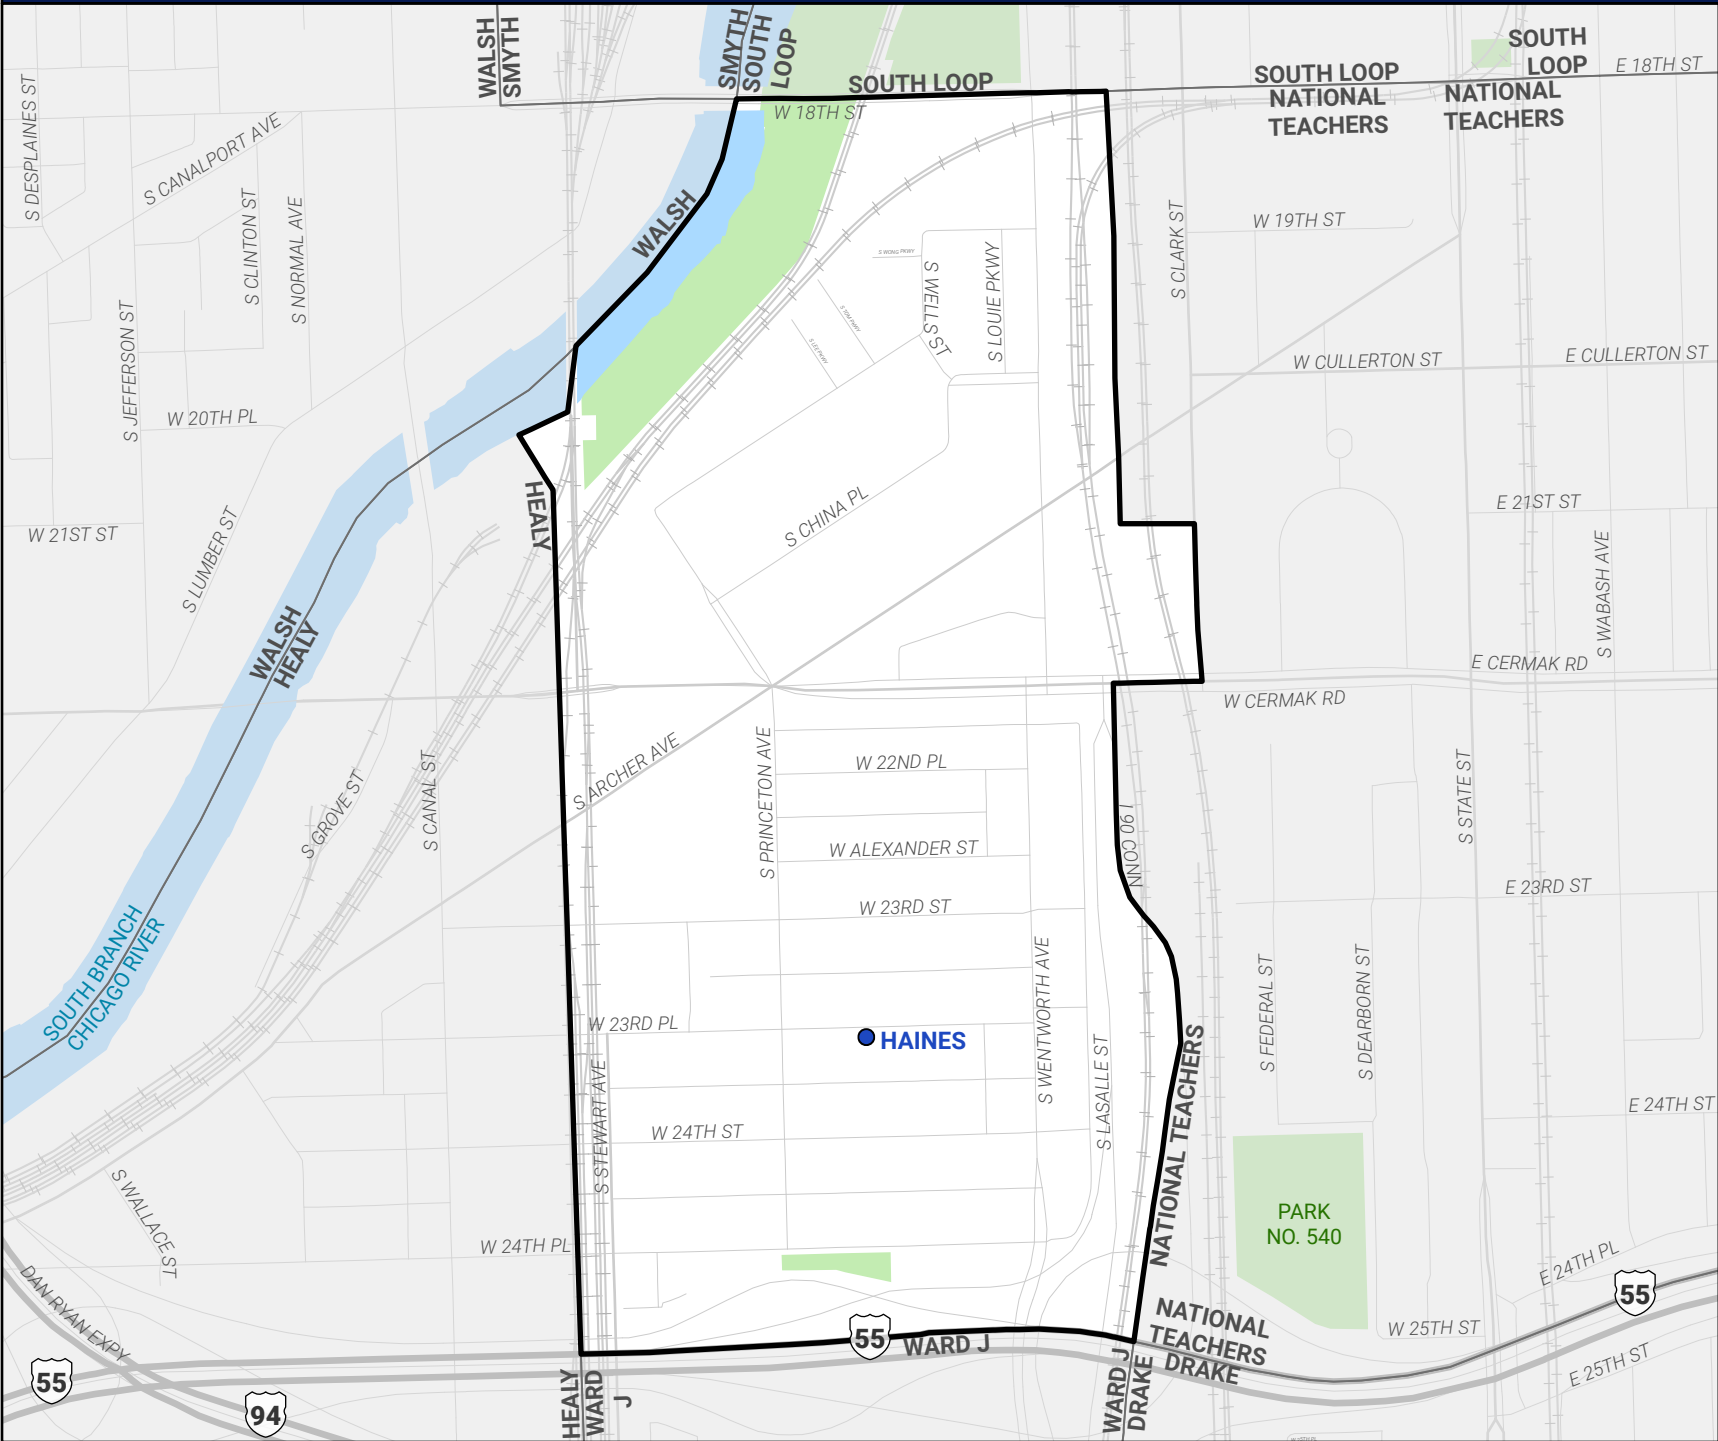 WALSH
SMYTH
SMYTH
SOUTH
LOOP
SOUTH LOOP
SOUTH LOOP
NATIONAL
TEACHERS
SOUTH
LOOP
E 18TH ST
NATIONAL
TEACHERS
W 18TH ST
S DESPLAINES ST
S CANALPORT AVE
S CLINTON ST
S NORMAL AVE
WALSH
S CLARK ST
W 19TH ST
S WONG PKWY
S WELLS ST
S LOUIE PKWY
S TOM PKWY
S LEE PKWY
S JEFFERSON ST
W CULLERTON ST
E CULLERTON ST
W 20TH PL
HEALY
S CHINA PL
E 21ST ST
W 21ST ST
S LUMBER ST
S WABASH AVE
WALSH
HEALY
E CERMAK RD
W CERMAK RD
S ARCHER AVE
S PRINCETON AVE
W 22ND PL
S GROVE ST
S CANAL ST
I 90 CONN
S STATE ST
W ALEXANDER ST
W 23RD ST
E 23RD ST
SOUTH BRANCH
CHICAGO RIVER
S WENTWORTH AVE
S FEDERAL ST
S DEARBORN ST
W 23RD PL
HAINES
S STEWART AVE
S LASALLE ST
NATIONAL TEACHERS
W 24TH ST
E 24TH ST
S WALLACE ST
PARK
NO. 540
W 24TH PL
E 24TH PL
DAN RYAN EXPY
55
55
WARD J
NATIONAL
TEACHERS
DRAKE
W 25TH ST
E 25TH ST
55
94
HEALY
WARD
J
WARD J
DRAKE